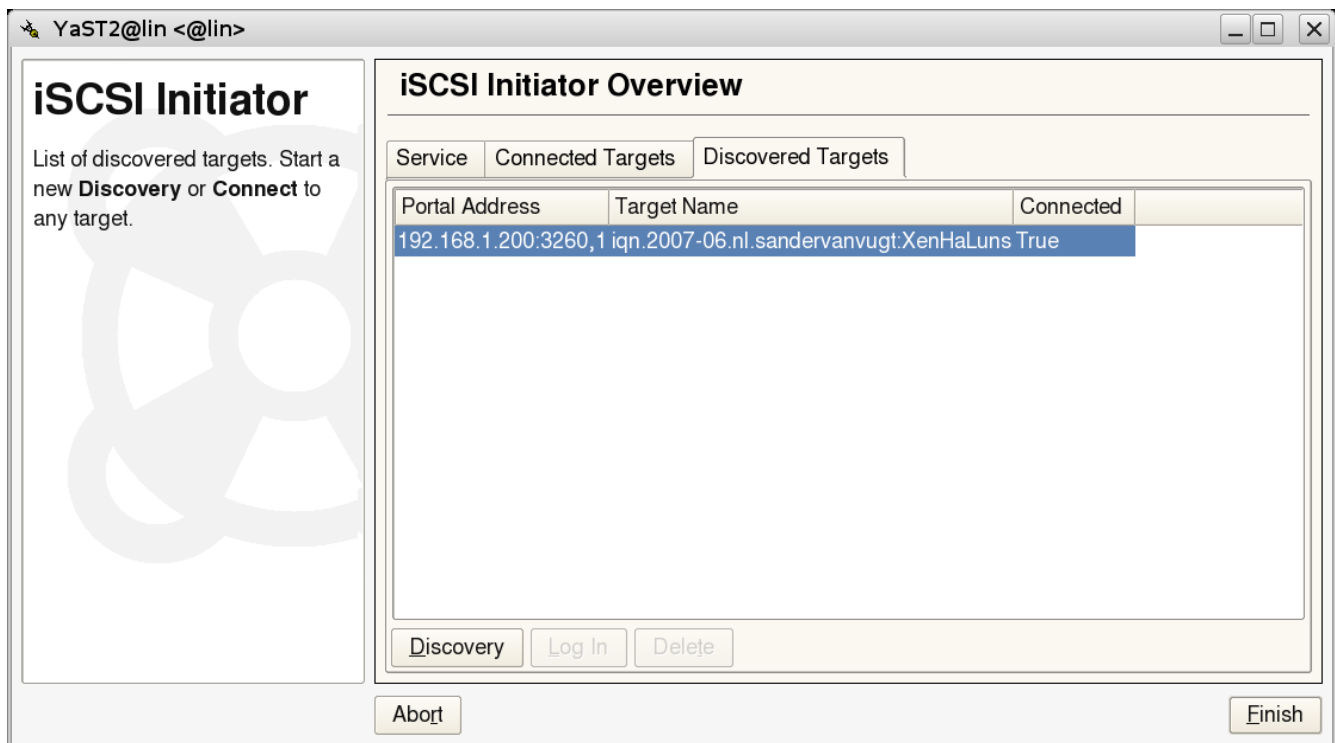 YaST2@lin <@lin>
iSCSI Initiator
List of discovered targets. Start a
new Discovery or Connect to
any target.
iSCSI Initiator Overview
Service Connected Targets Discovered Targets
Portal Address Target Name Connected
192.168.1.200:3260,1 iqn.2007-06.nl.sandervanvugt:XenHaLuns True
Discovery Log In Delete
Abort Finish